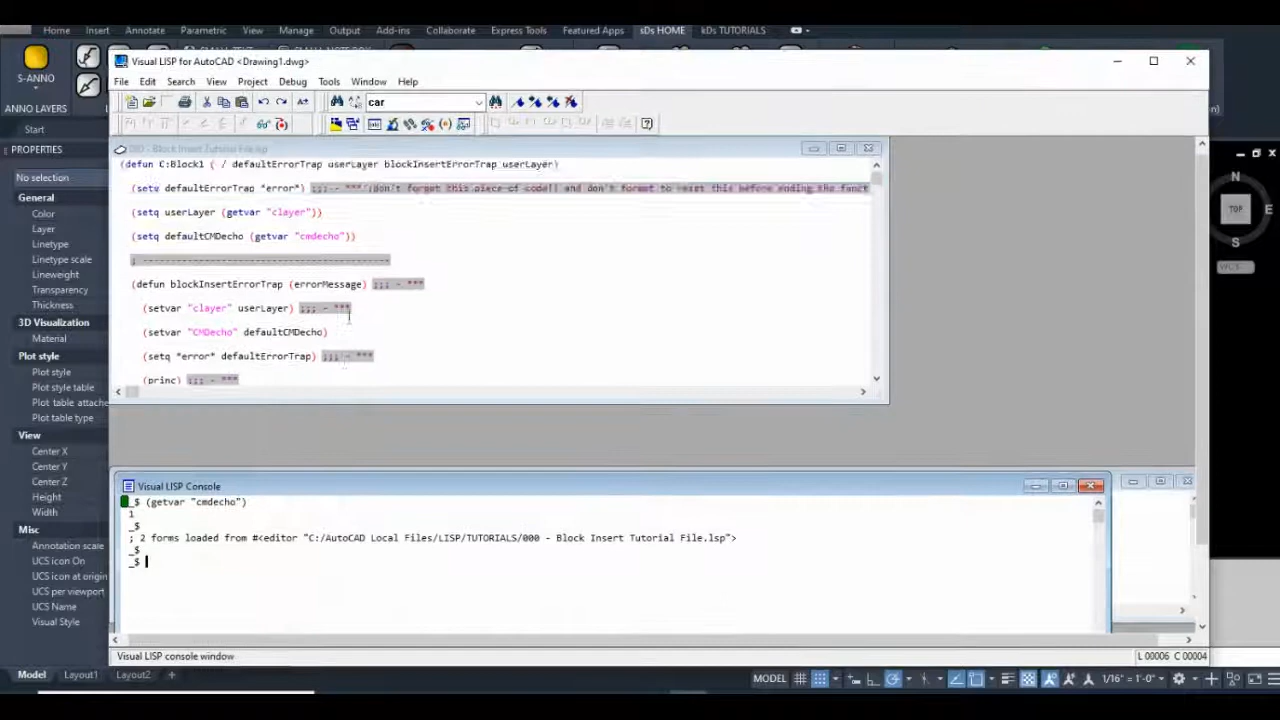 Home Insert Annotate Parametric View Manage Output Add-ins Collaborate Express Tools Featured Apps sDs HOME kDs TUTORIALS
Visual LISP for AutoCAD <Drawing1.dwg>
S-ANNO
File Edit Search View Project Debug Tools Window Help
car
ANNO LAYERS
Start
PROPERTIES
No selection
General
Color
Layer
Linetype
Linetype scale
Lineweight
Transparency
Thickness
3D Visualization
Material
Plot style
Plot style
Plot style table
Plot table attache
Plot table type
View
Center X
Center Y
Center Z
Height
Width
Misc
Annotation scale
UCS icon On
UCS icon at origin
UCS per viewport
UCS Name
Visual Style
Block Insert Tutorial File.lsp
(defun C:Block1 ( / defaultErrorTrap userLayer blockInsertErrorTrap userLayer)
(setq defaultErrorTrap *error*) ;;;-- *** ;don't forget this piece of code!! and don't forget to reset this before ending the funct
(setq userLayer (getvar "clayer"))
(setq defaultCMDecho (getvar "cmdecho"))
; --------------------------------------------
(defun blockInsertErrorTrap (errorMessage) ;;; - ***
(setvar "clayer" userLayer) ;;; - ***
(setvar "CMDecho" defaultCMDecho)
(setq *error* defaultErrorTrap) ;;; - ***
(princ) ;;; - ***
Visual LISP Console
_$ (getvar "cmdecho")
1
_$
; 2 forms loaded from #<editor "C:/AutoCAD Local Files/LISP/TUTORIALS/000 - Block Insert Tutorial File.lsp">
_$
_$
Visual LISP console window
L 00006 C 00004
N
TOP
E
S
WCS
Model Layout1 Layout2 +
MODEL
1/16" = 1'-0"